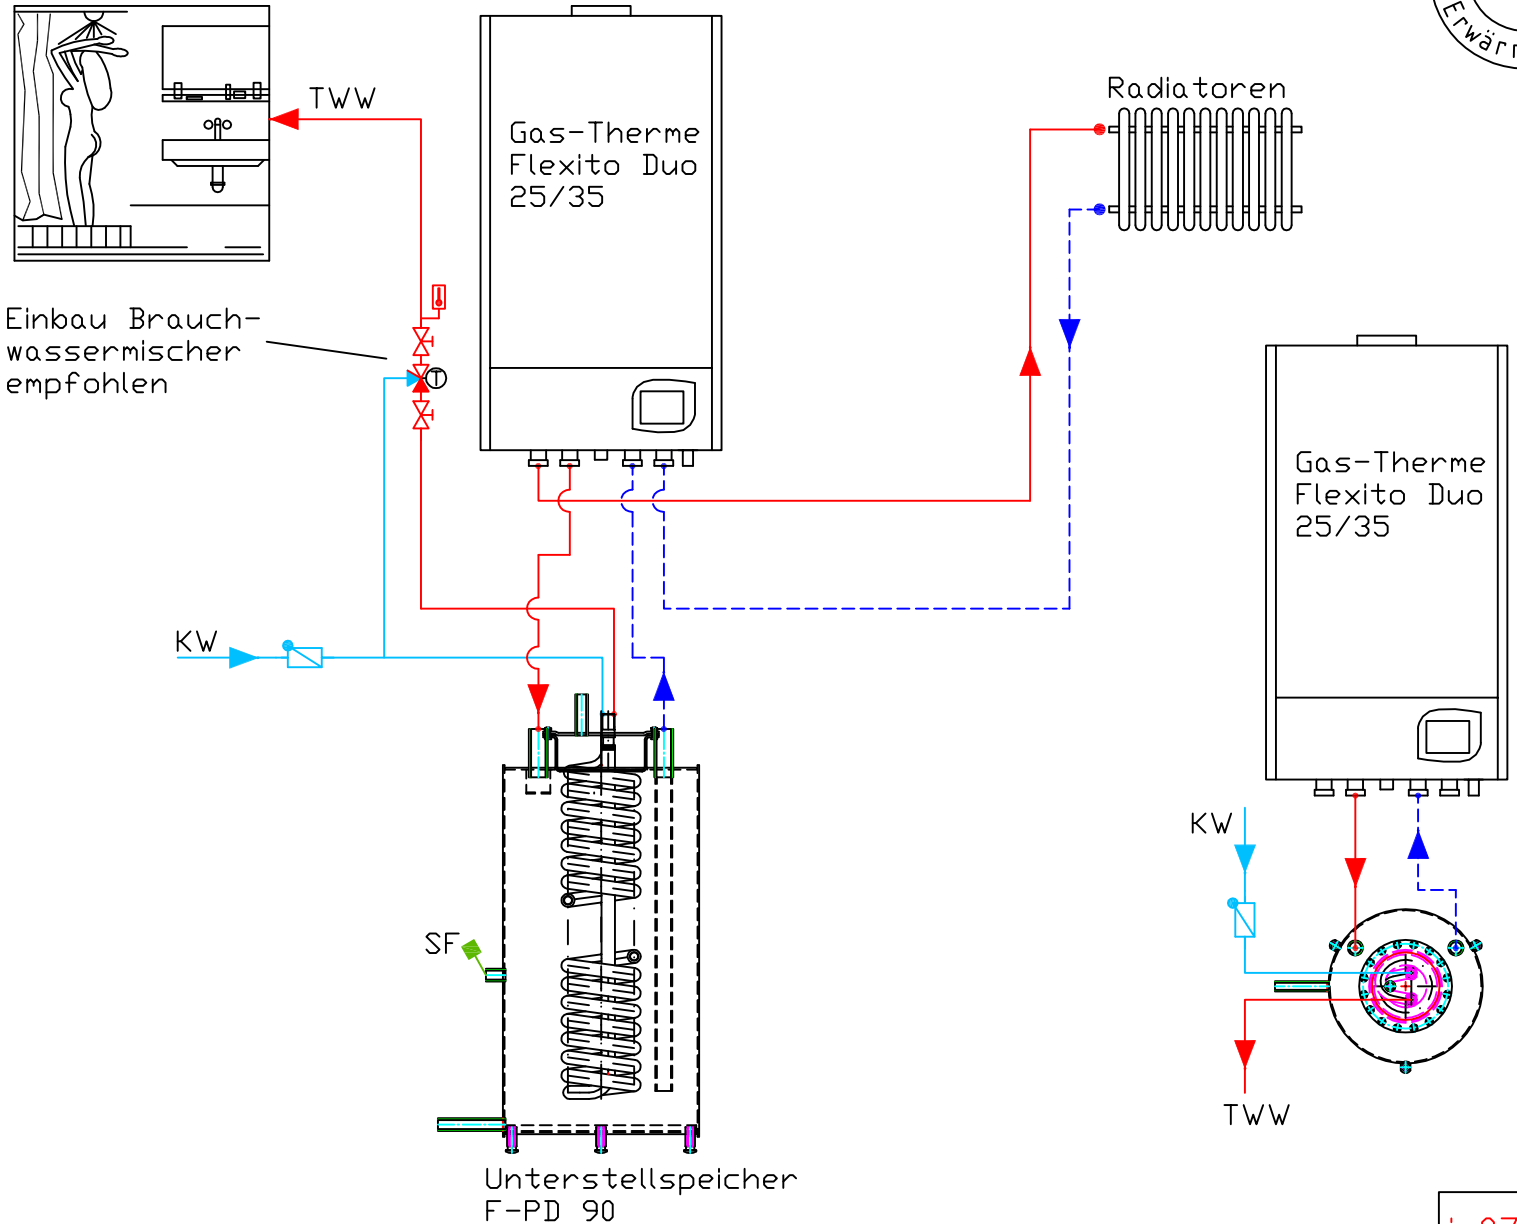 TWW
Gas-Therme
Flexito Duo
25/35
Radiatoren
Einbau Brauch-
wassermischer
empfohlen
T
Gas-Therme
Flexito Duo
25/35
KW
KW
SF
TWW
Unterstellspeicher
F-PD 90